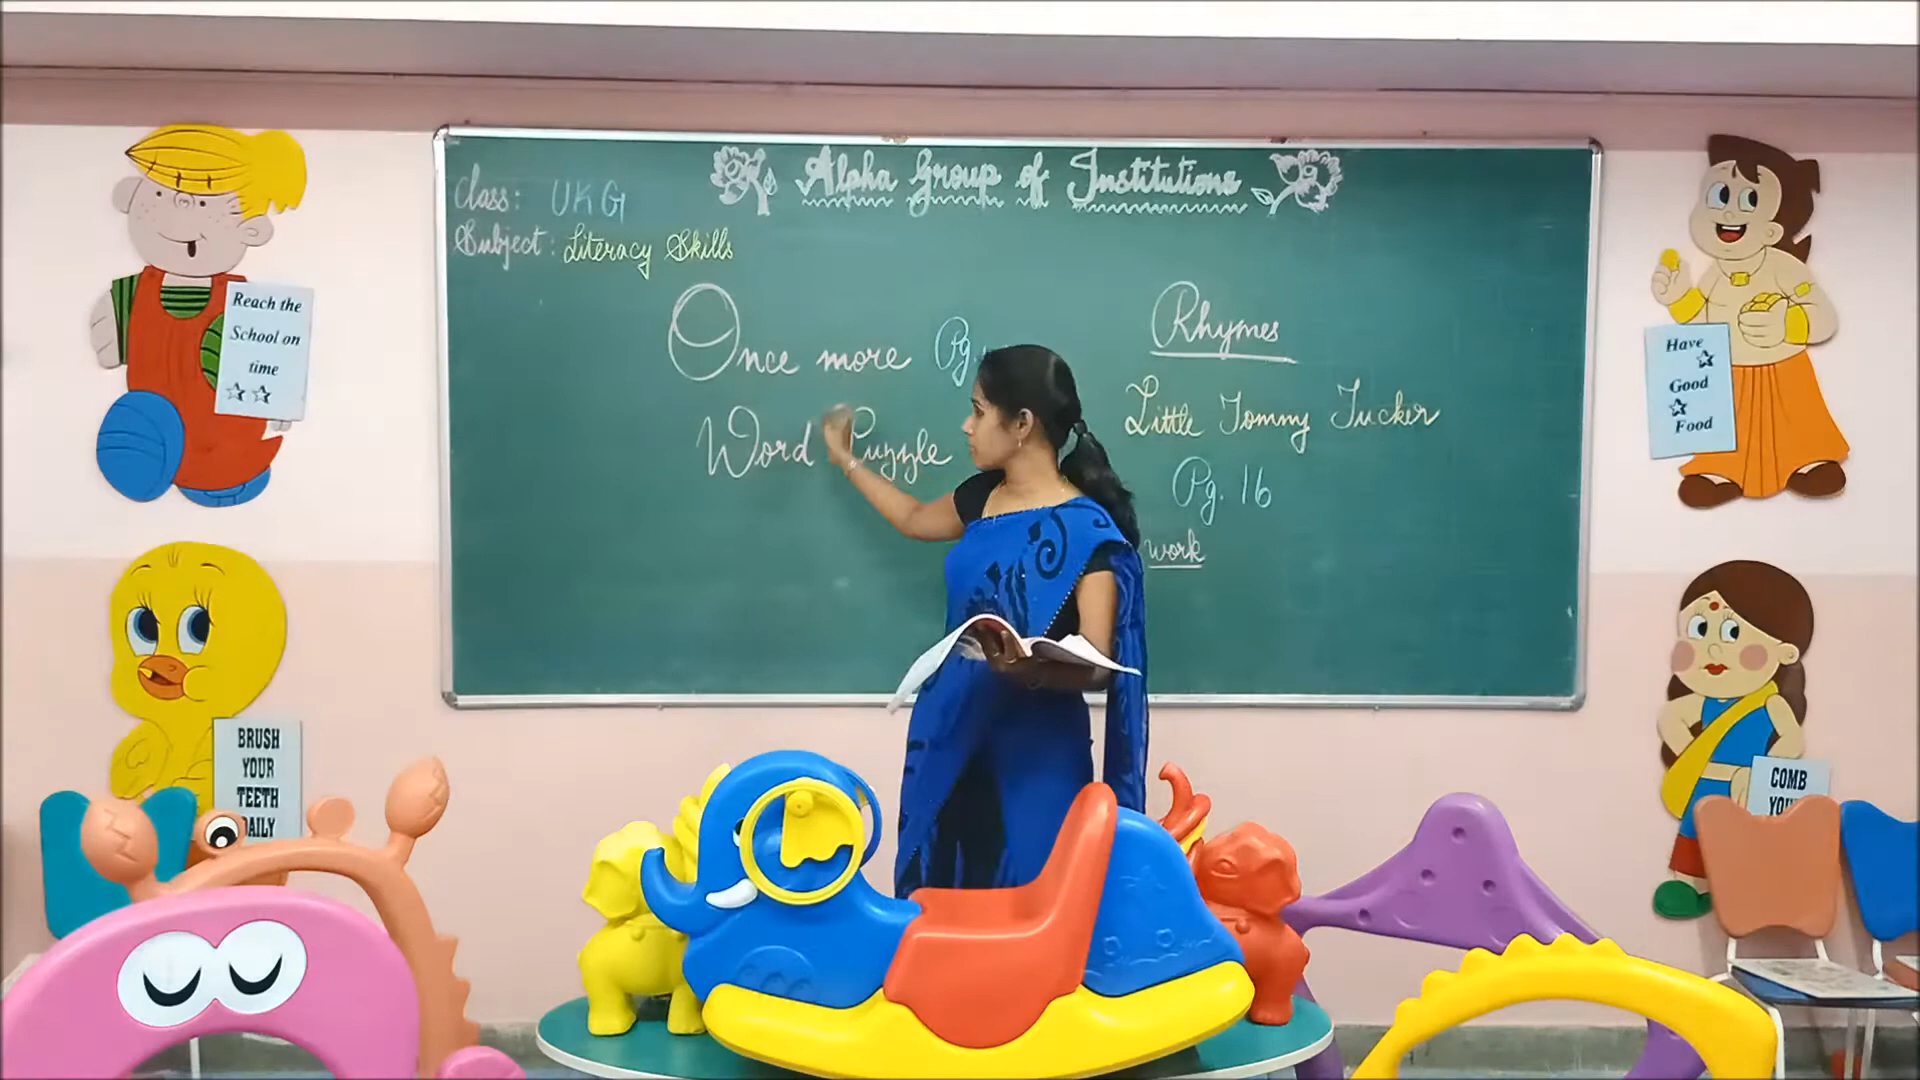 Alpha Group of Institutions
Class: UKG
Subject: Literacy Skills
Once more Pg.
Word Puzzle
Rhymes
Little Tommy Tucker
Pg. 16
work
Reach the
School on
time
BRUSH
YOUR
TEETH
DAILY
Have
Good
Food
COMB